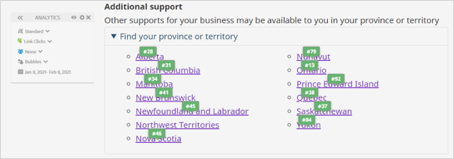 ANALYTICS
Standard
Link Clicks
None
Bubbles
Jan 8, 2021 - Feb 8, 2021
Additional support
Other supports for your business may be available to you in your province or territory
Find your province or territory
#28
Alberta
#31
British Columbia
#34
Manitoba
#41
New Brunswick
#45
Newfoundland and Labrador
Northwest Territories
#46
Nova Scotia
#79
Nunavut
#13
Ontario
#92
Prince Edward Island
#38
Quebec
#37
Saskatchewan
#84
Yukon